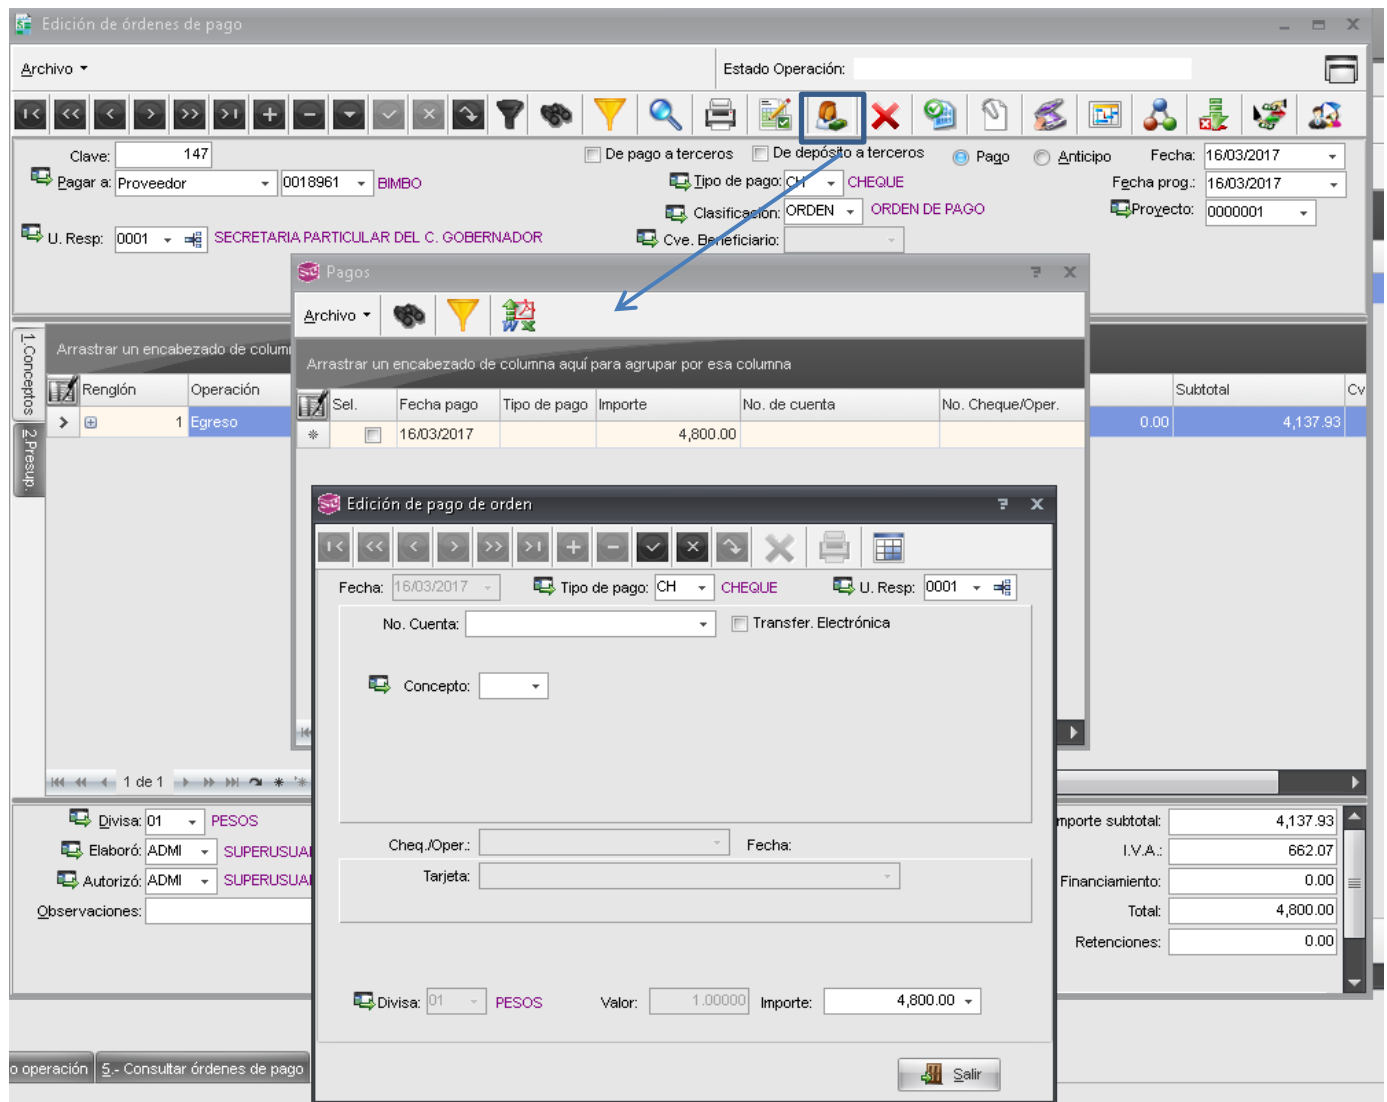 Edición de órdenes de pago
Archivo
Estado Operación:
Clave: 147
De pago a terceros De depósito a terceros Pago Anticipo Fecha: 16/03/2017
Pagar a: Proveedor 0018961 BIMBO Tipo de pago: CH CHEQUE Fecha prog.: 16/03/2017
Clasificación: ORDEN ORDEN DE PAGO Proyecto: 0000001
U. Resp: 0001 SECRETARIA PARTICULAR DEL C. GOBERNADOR Cve. Beneficiario:
Pagos
Archivo
1.Conceptos
2.Presup.
Arrastrar un encabezado de column
Arrastrar un encabezado de columna aquí para agrupar por esa columna
Renglón Operación Subtotal Cv
Sel. Fecha pago Tipo de pago Importe No. de cuenta No. Cheque/Oper.
1 Egreso 0.00 4,137.93
16/03/2017 4,800.00
Edición de pago de orden
Fecha: 16/03/2017 Tipo de pago: CH CHEQUE U. Resp: 0001
No. Cuenta: Transfer. Electrónica
Concepto:
1 de 1
Divisa: 01 PESOS
Elaboró: ADMI SUPERUSUA
Autorizó: ADMI SUPERUSUA
Observaciones:
Cheq./Oper.: Fecha:
Tarjeta:
mporte subtotal: 4,137.93
I.V.A.: 662.07
Financiamiento: 0.00
Total: 4,800.00
Retenciones: 0.00
Divisa: 01 PESOS Valor: 1.00000 Importe: 4,800.00
o operación 5.- Consultar órdenes de pago
Salir